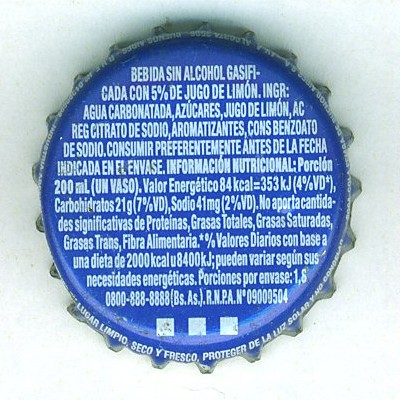 BEBIDA SIN ALCOHOL GASIFI-
CADA CON 5% DE JUGO DE LIMÓN. INGR:
AGUA CARBONATADA, AZÚCARES, JUGO DE LIMÓN, AC
REG CITRATO DE SODIO, AROMATIZANTES, CONS BENZOATO
DE SODIO. CONSUMIR PREFERENTEMENTE ANTES DE LA FECHA
INDICADA EN EL ENVASE. INFORMACIÓN NUTRICIONAL: Porción
200 mL (UN VASO). Valor Energético 84 kcal=353 kJ (4%VD*),
Carbohidratos 21g (7%VD), Sodio 41mg (2%VD). No aporta cantida-
des significativas de Proteínas, Grasas Totales, Grasas Saturadas,
Grasas Trans, Fibra Alimentaria. *% Valores Diarios con base a
una dieta de 2000 kcal u 8400 kJ; pueden variar según sus
necesidades energéticas. Porciones por envase: 1,6
0800-888-8888 (Bs. As.). R.N.P.A. N° 09009504
LUGAR LIMPIO, SECO Y FRESCO, PROTEGER DE LA LUZ SOLAR Y NO